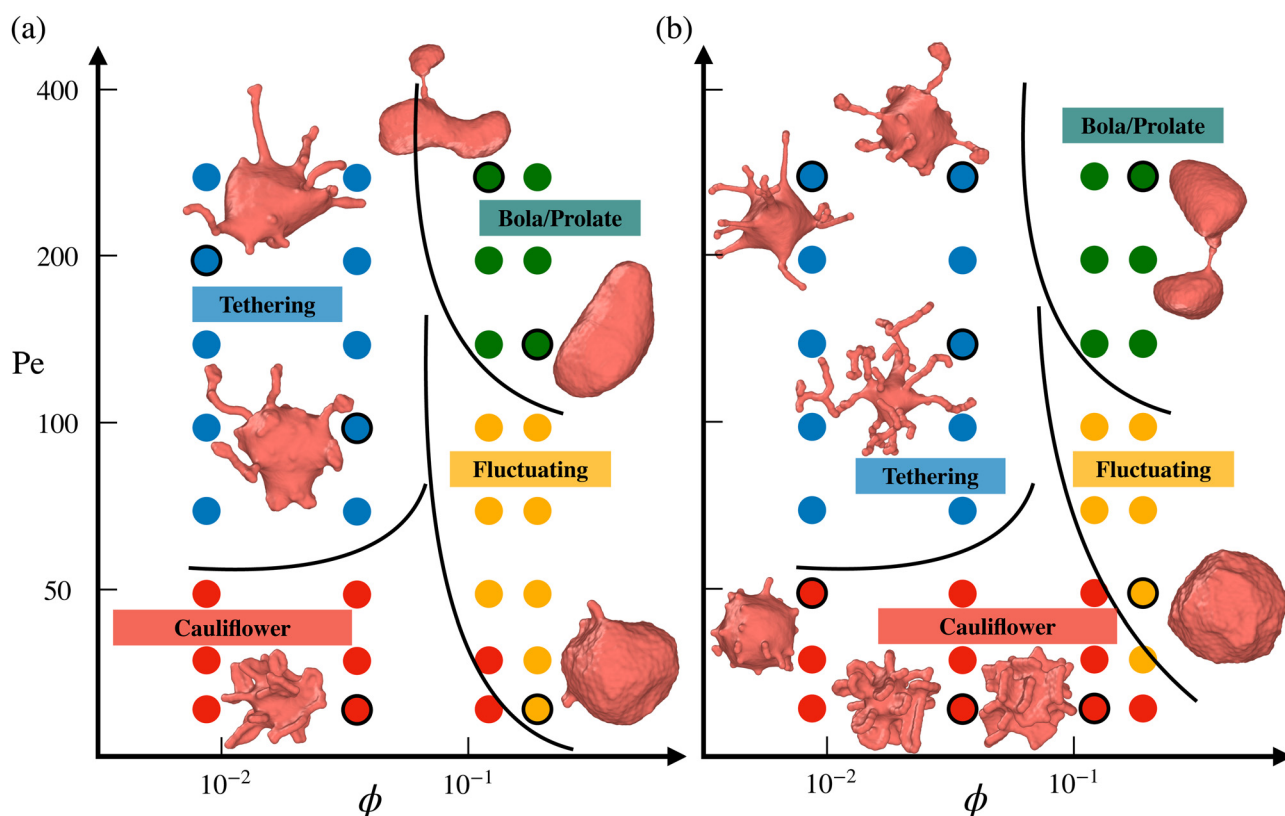 (a)
400
200
Pe
100
50
Bola/Prolate
Tethering
Fluctuating
Cauliflower
10⁻²
10⁻¹
ϕ
(b)
Bola/Prolate
Tethering
Fluctuating
Cauliflower
10⁻²
10⁻¹
ϕ